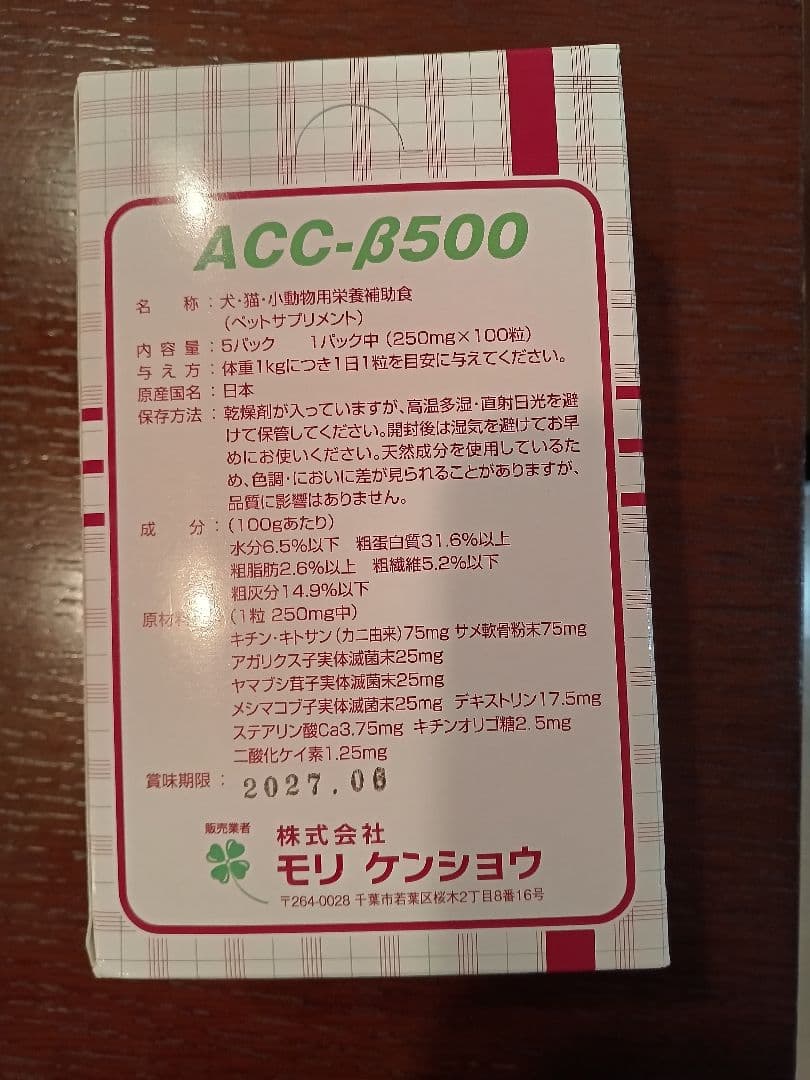 ACC-β500
名 称：犬・猫・小動物用栄養補助食
（ペットサプリメント）
内容量：5パック 1パック中（250mg×100粒）
与え方：体重1kgにつき1日1粒を目安に与えてください。
原産国名：日本
保存方法：乾燥剤が入っていますが、高温多湿・直射日光を避
けて保管してください。開封後は湿気を避けてお早
めにお使いください。天然成分を使用しているた
め、色調・においに差が見られることがありますが、
品質に影響はありません。
成 分：（100gあたり）
水分6.5%以下 粗蛋白質31.6%以上
粗脂肪2.6%以上 粗繊維5.2%以下
粗灰分14.9%以下
原材料 （1粒 250mg中）
キチン・キトサン（カニ由来）75mg サメ軟骨粉末75mg
アガリクス子実体滅菌末25mg
ヤマブシ茸子実体滅菌末25mg
メシマコブ子実体滅菌末25mg デキストリン17.5mg
ステアリン酸Ca3.75mg キチンオリゴ糖2.5mg
二酸化ケイ素1.25mg
賞味期限：2027.06
販売業者 株式会社
モリ ケンショウ
〒264-0028 千葉市若葉区桜木2丁目8番16号